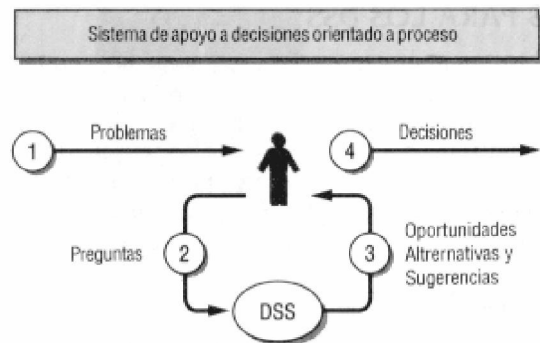 Sistema de apoyo a decisiones orientado a proceso
1
Problemas
4
Decisiones
Preguntas
2
3
Oportunidades
Altrernativas y
Sugerencias
DSS